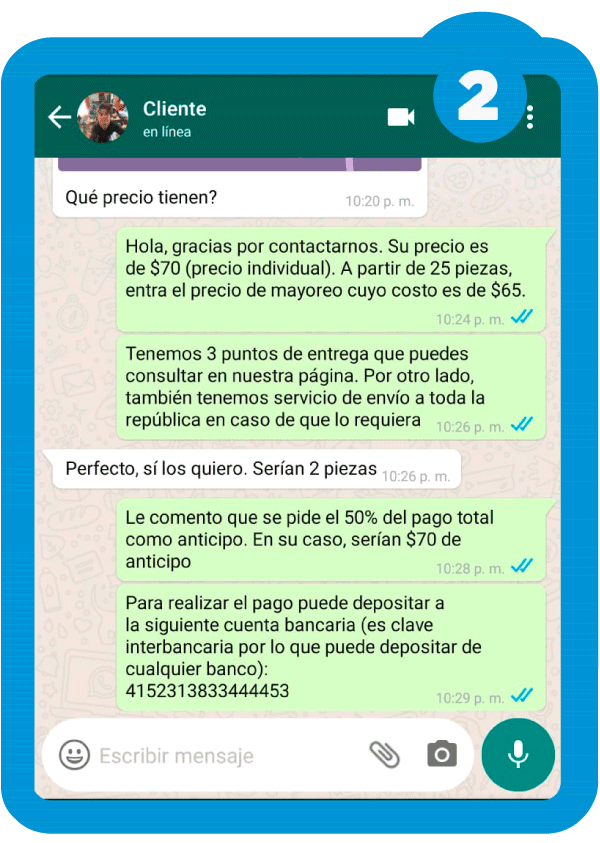 2
Cliente
en línea
Qué precio tienen?
10:20 p. m.
Hola, gracias por contactarnos. Su precio es
de $70 (precio individual). A partir de 25 piezas,
entra el precio de mayoreo cuyo costo es de $65.
10:24 p. m.
Tenemos 3 puntos de entrega que puedes
consultar en nuestra página. Por otro lado,
también tenemos servicio de envío a toda la
república en caso de que lo requiera
10:26 p. m.
Perfecto, sí los quiero. Serían 2 piezas
10:26 p. m.
Le comento que se pide el 50% del pago total
como anticipo. En su caso, serían $70 de
anticipo
10:28 p. m.
Para realizar el pago puede depositar a
la siguiente cuenta bancaria (es clave
interbancaria por lo que puede depositar de
cualquier banco):
4152313833444453
10:29 p. m.
Escribir mensaje